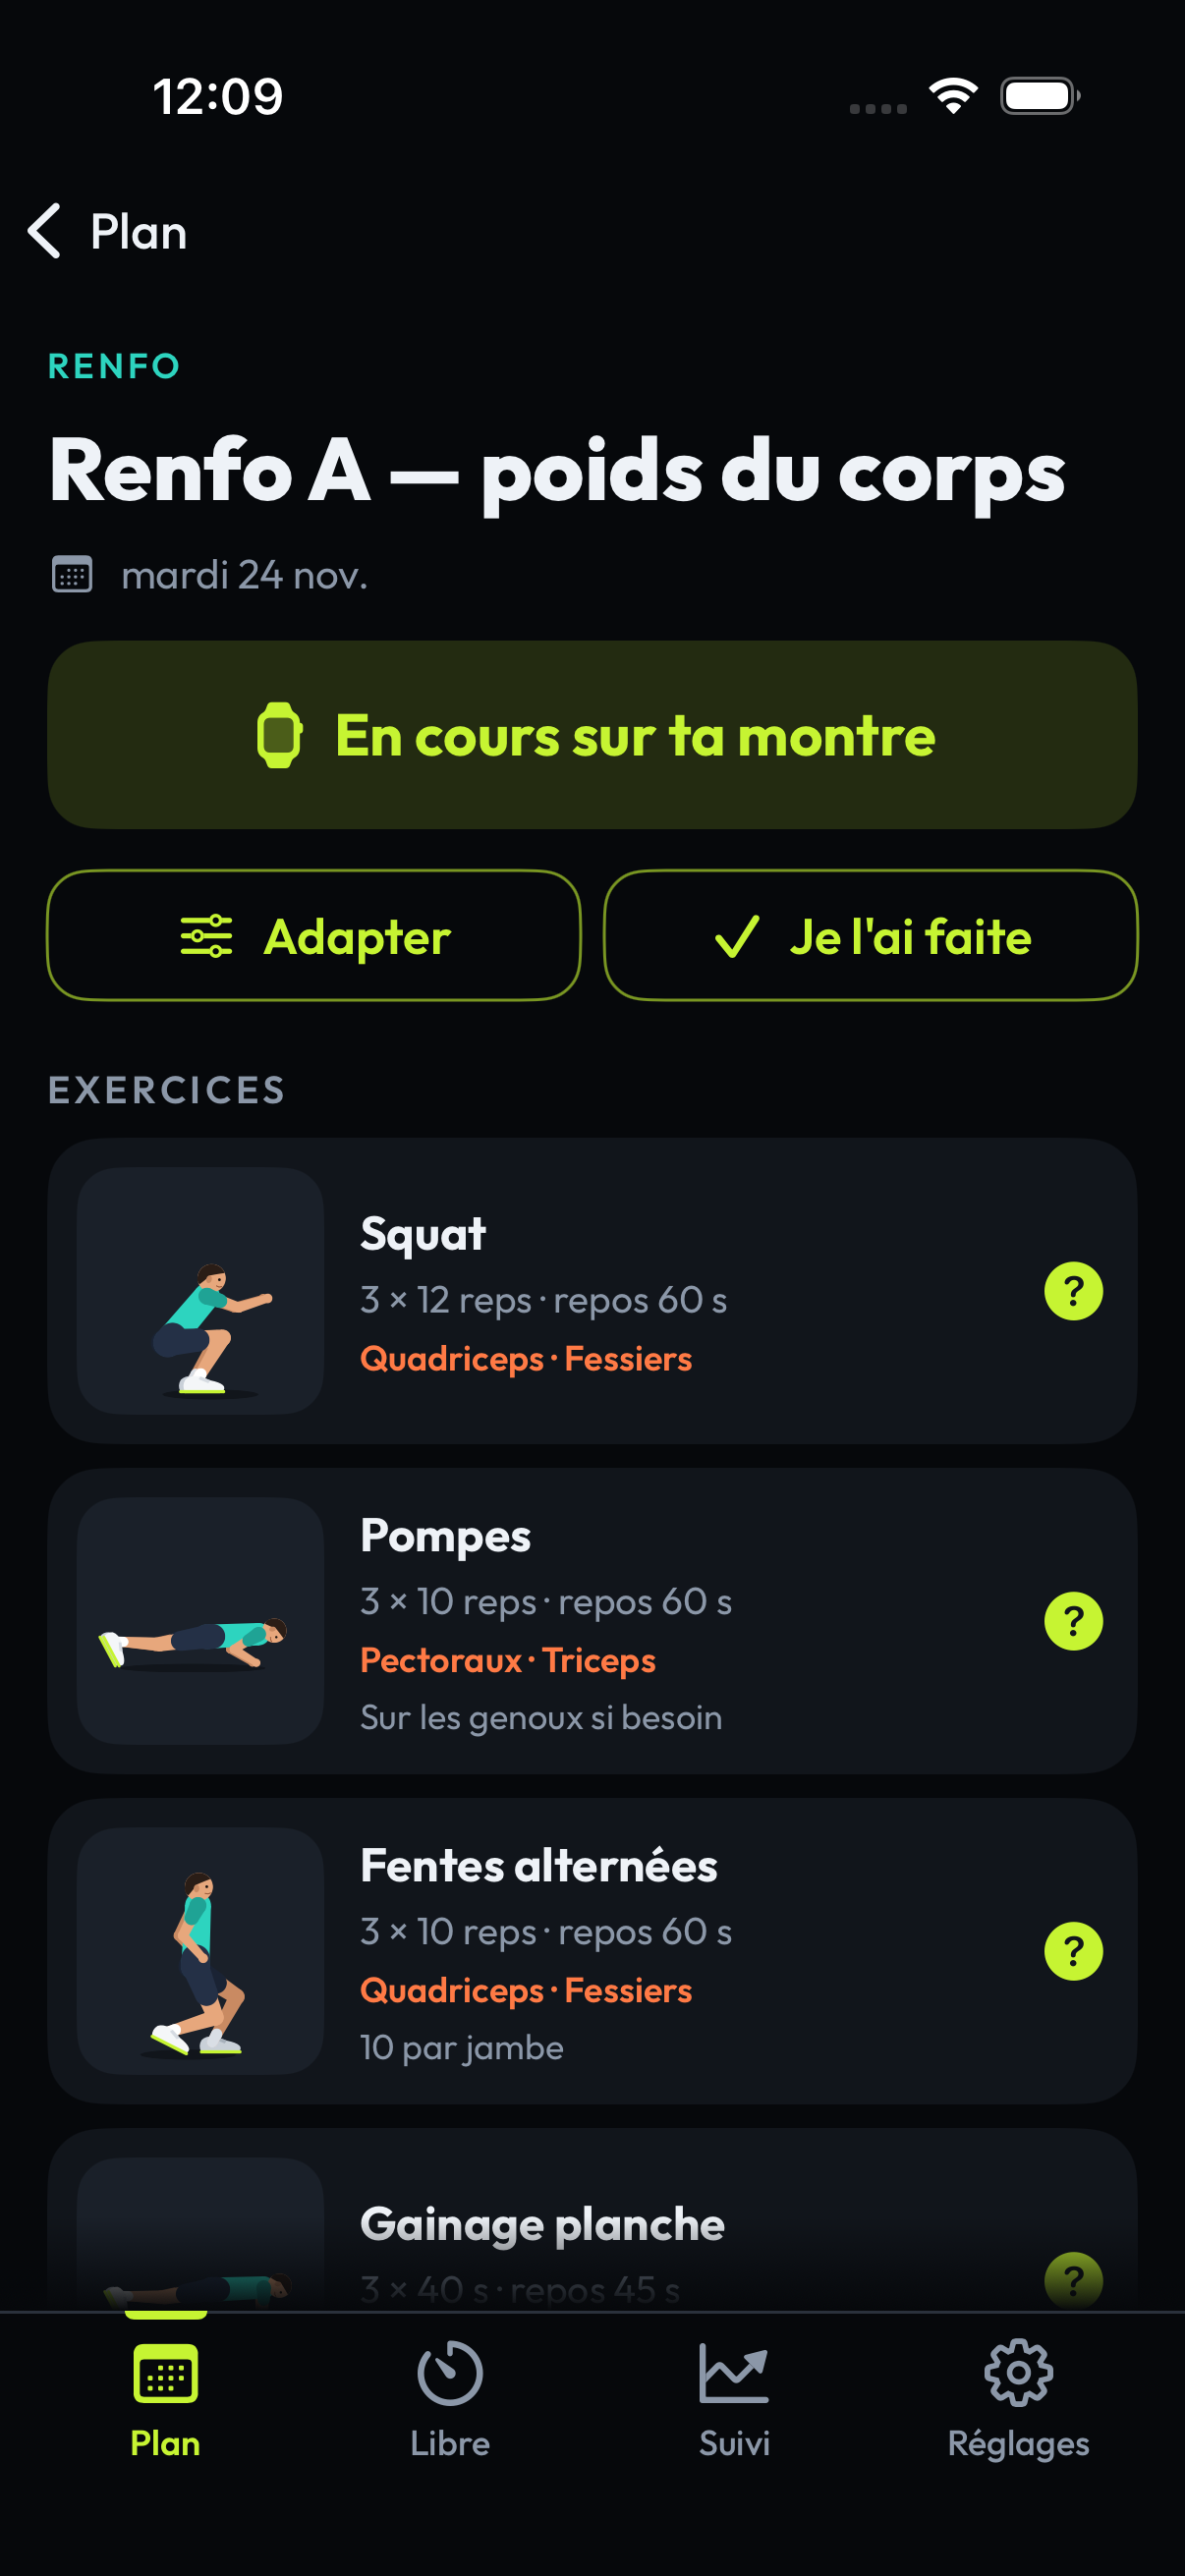 12:09
Plan
RENFO
Renfo A — poids du corps
mardi 24 nov.
En cours sur ta montre
Adapter
Je l'ai faite
EXERCICES
Squat
3 × 12 reps · repos 60 s
Quadriceps · Fessiers
?
Pompes
3 × 10 reps · repos 60 s
Pectoraux · Triceps
Sur les genoux si besoin
?
Fentes alternées
3 × 10 reps · repos 60 s
Quadriceps · Fessiers
10 par jambe
?
Gainage planche
3 × 40 s · repos 45 s
?
Plan
Libre
Suivi
Réglages